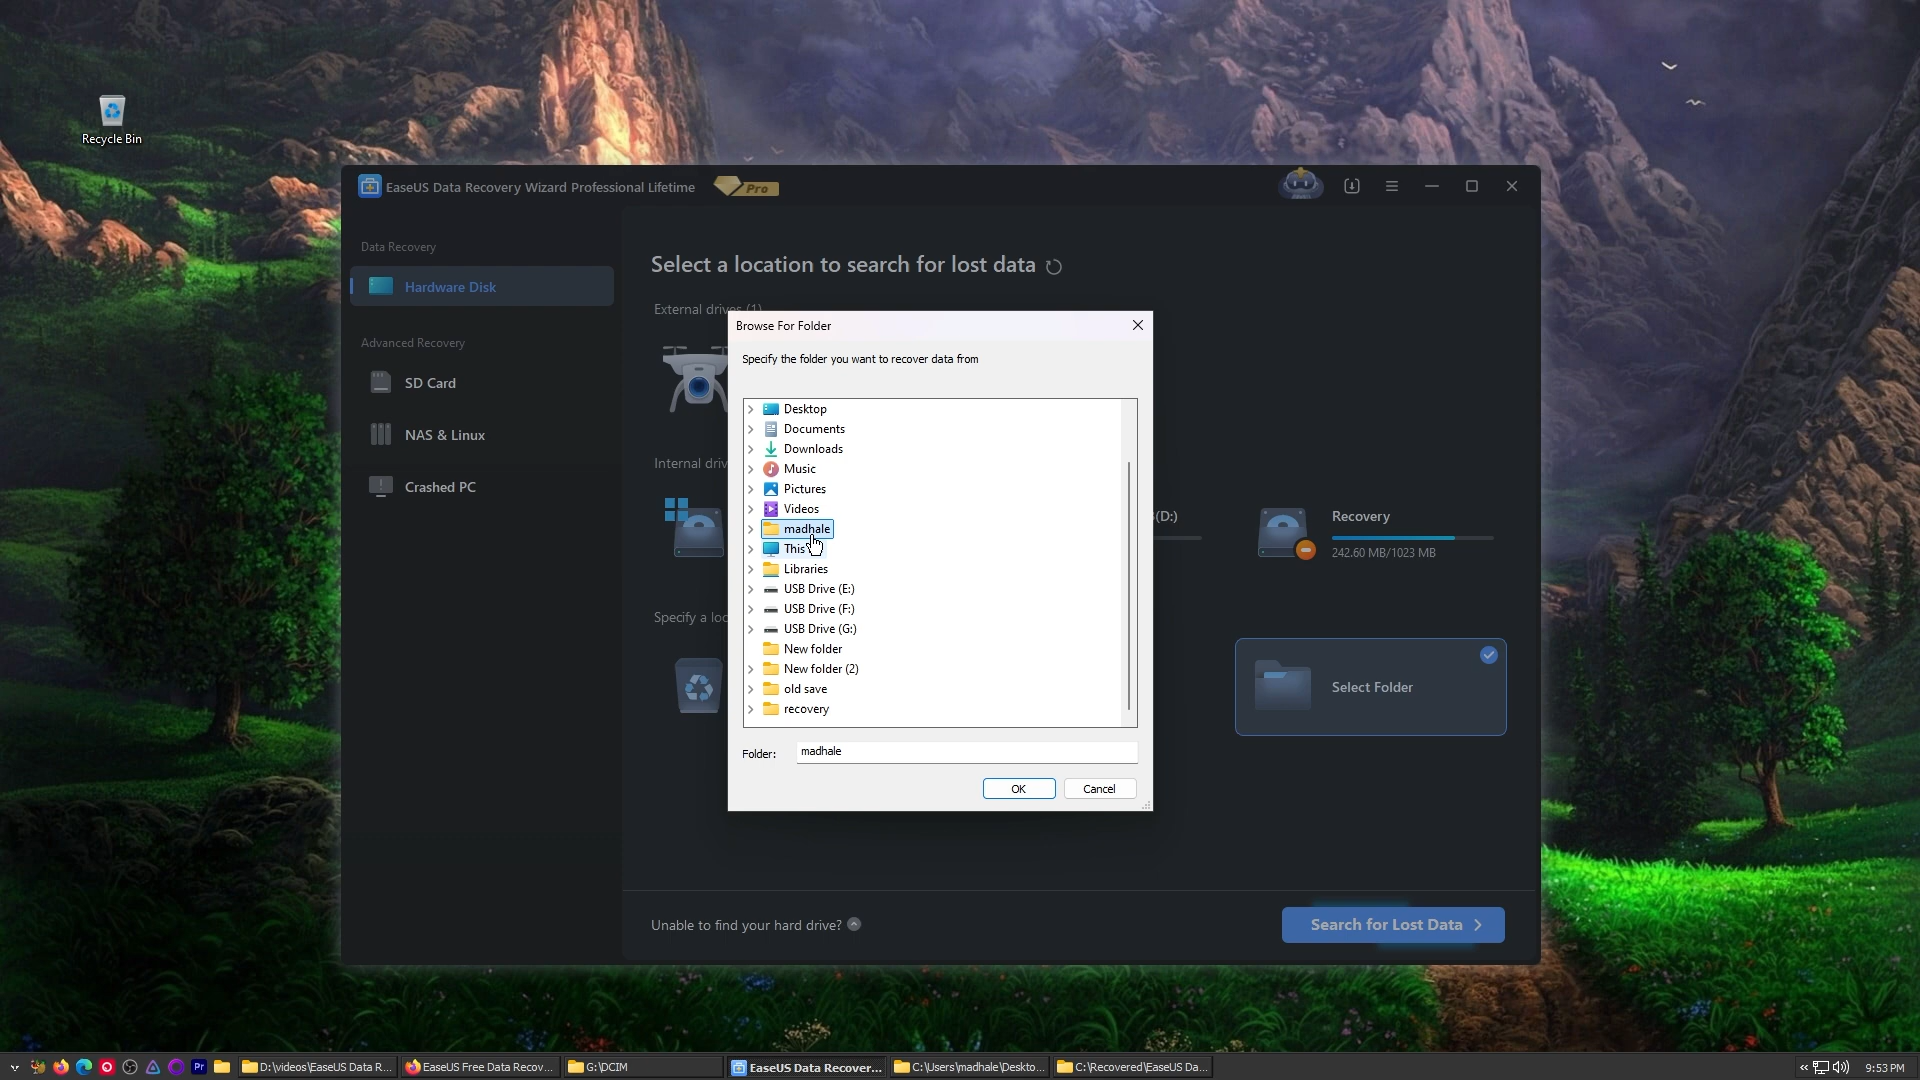 Recycle Bin
EaseUS Data Recovery Wizard Professional Lifetime
Pro
Data Recovery
Hardware Disk
Advanced Recovery
SD Card
NAS & Linux
Crashed PC
Select a location to search for lost data
External drives (1)
Browse For Folder
Specify the folder you want to recover data from
Desktop
Documents
Downloads
Music
Pictures
Videos
madhale
This
Libraries
USB Drive (E:)
USB Drive (F:)
USB Drive (G:)
New folder
New folder (2)
old save
recovery
Folder:
madhale
OK
Cancel
Internal driv
(D:)
Recovery
242.60 MB/1023 MB
Specify a loc
Select Folder
Unable to find your hard drive?
Search for Lost Data
Pr
D:\videos\EaseUS Data R...
EaseUS Free Data Recov...
G:\DCIM
EaseUS Data Recover...
C:\Users\madhale\Deskto...
C:\Recovered\EaseUS Da...
9:53 PM